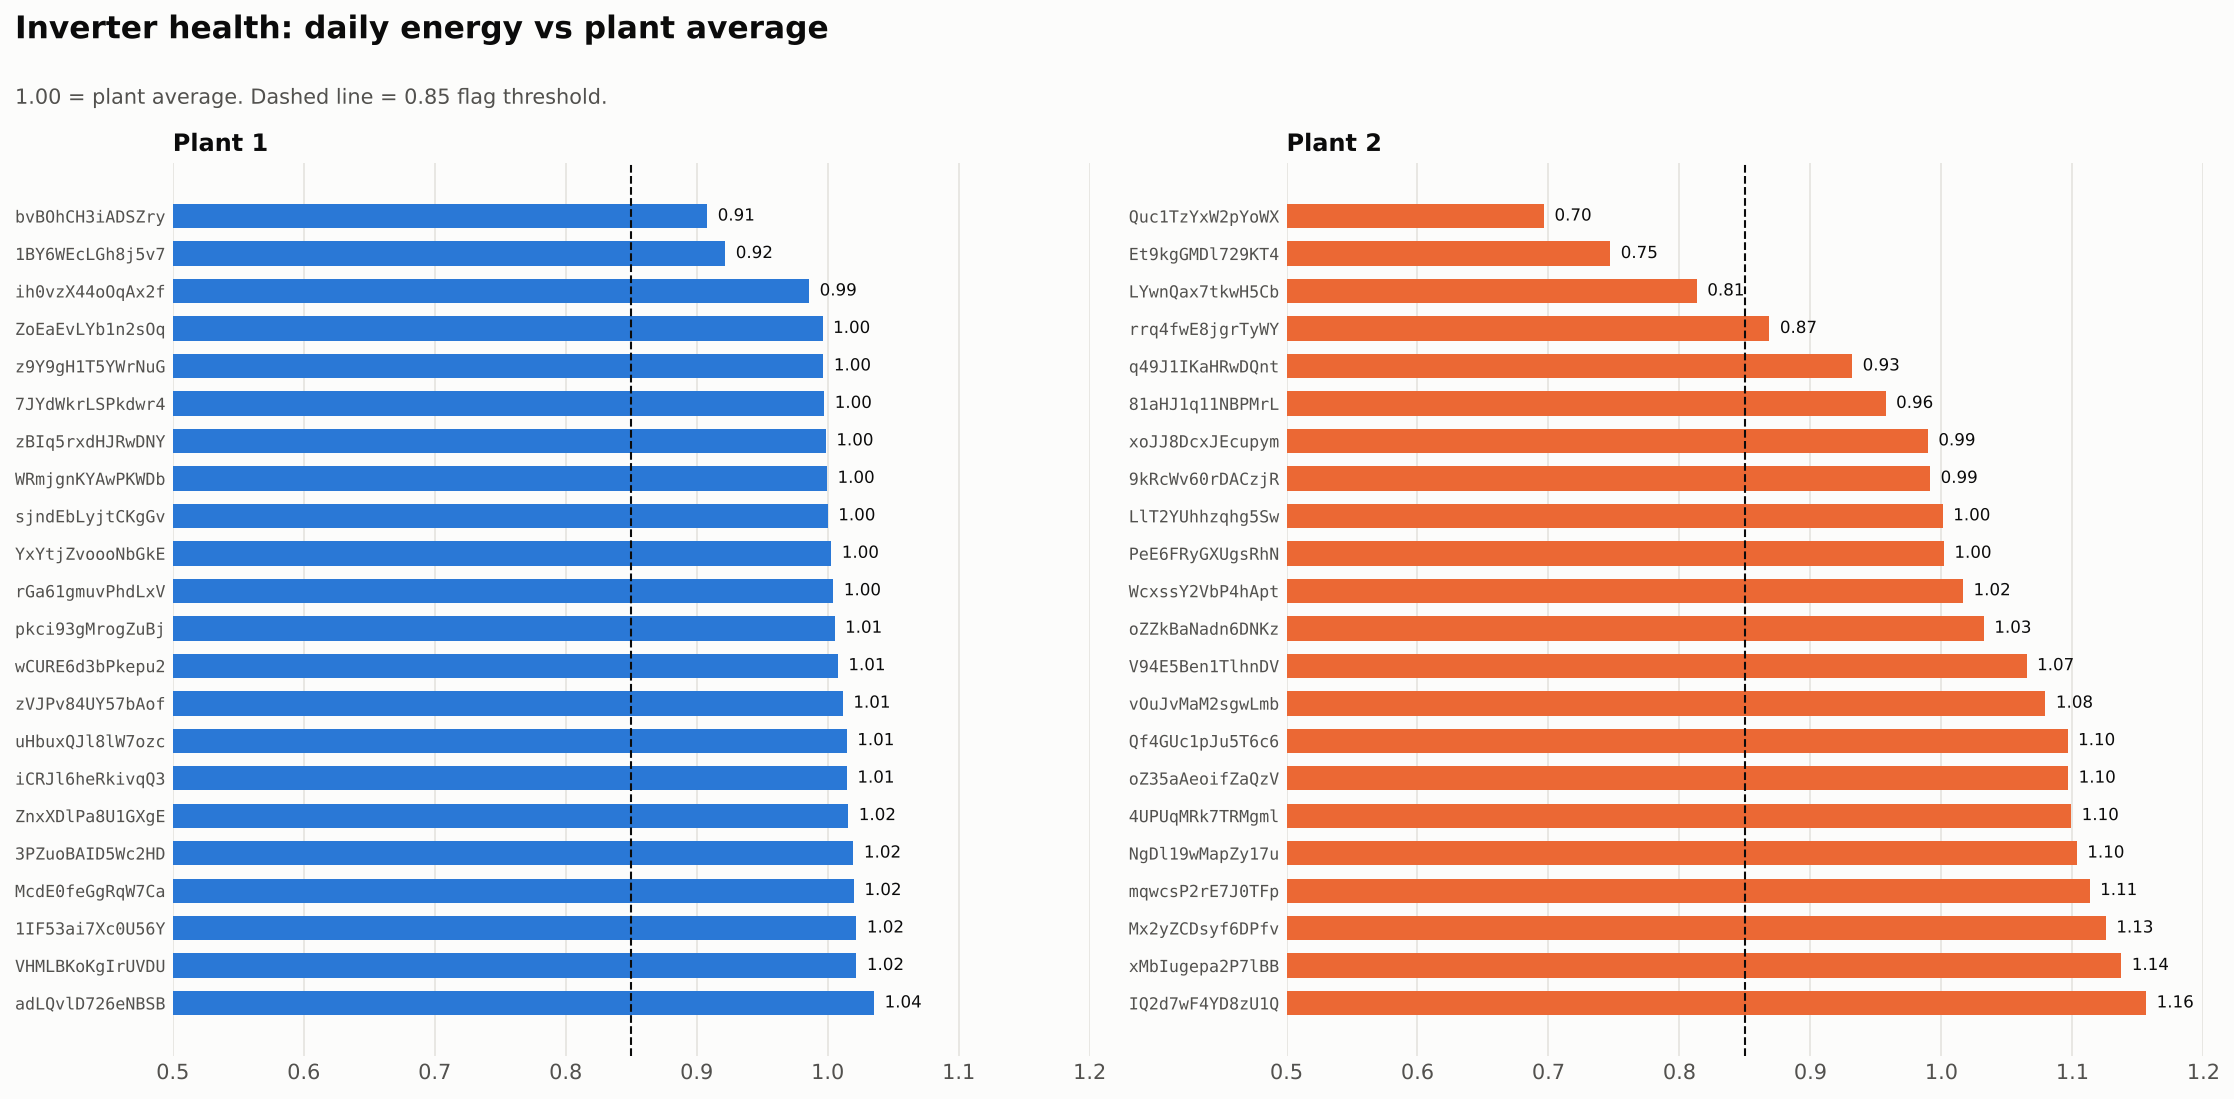 Inverter health: daily energy vs plant average
1.00 = plant average. Dashed line = 0.85 flag threshold.
Plant 1
bvBOhCH3iADSZry 0.91
1BY6WEcLGh8j5v7 0.92
ih0vzX44oOqAx2f 0.99
ZoEaEvLYb1n2sOq 1.00
z9Y9gH1T5YWrNuG 1.00
7JYdWkrLSPkdwr4 1.00
zBIq5rxdHJRwDNY 1.00
WRmjgnKYAwPKWDb 1.00
sjndEbLyjtCKgGv 1.00
YxYtjZvoooNbGkE 1.00
rGa61gmuvPhdLxV 1.00
pkci93gMrogZuBj 1.01
wCURE6d3bPkepu2 1.01
zVJPv84UY57bAof 1.01
uHbuxQJl8lW7ozc 1.01
iCRJl6heRkivqQ3 1.01
ZnxXDlPa8U1GXgE 1.02
3PZuoBAID5Wc2HD 1.02
McdE0feGgRqW7Ca 1.02
1IF53ai7Xc0U56Y 1.02
VHMLBKoKgIrUVDU 1.02
adLQvlD726eNBSB 1.04
0.5 0.6 0.7 0.8 0.9 1.0 1.1 1.2
Plant 2
Quc1TzYxW2pYoWX 0.70
Et9kgGMDl729KT4 0.75
LYwnQax7tkwH5Cb 0.81
rrq4fwE8jgrTyWY 0.87
q49J1IKaHRwDQnt 0.93
81aHJ1q11NBPMrL 0.96
xoJJ8DcxJEcupym 0.99
9kRcWv60rDACzjR 0.99
LlT2YUhhzqhg5Sw 1.00
PeE6FRyGXUgsRhN 1.00
WcxssY2VbP4hApt 1.02
oZZkBaNadn6DNKz 1.03
V94E5Ben1TlhnDV 1.07
vOuJvMaM2sgwLmb 1.08
Qf4GUc1pJu5T6c6 1.10
oZ35aAeoifZaQzV 1.10
4UPUqMRk7TRMgml 1.10
NgDl19wMapZy17u 1.10
mqwcsP2rE7J0TFp 1.11
Mx2yZCDsyf6DPfv 1.13
xMbIugepa2P7lBB 1.14
IQ2d7wF4YD8zU1Q 1.16
0.5 0.6 0.7 0.8 0.9 1.0 1.1 1.2